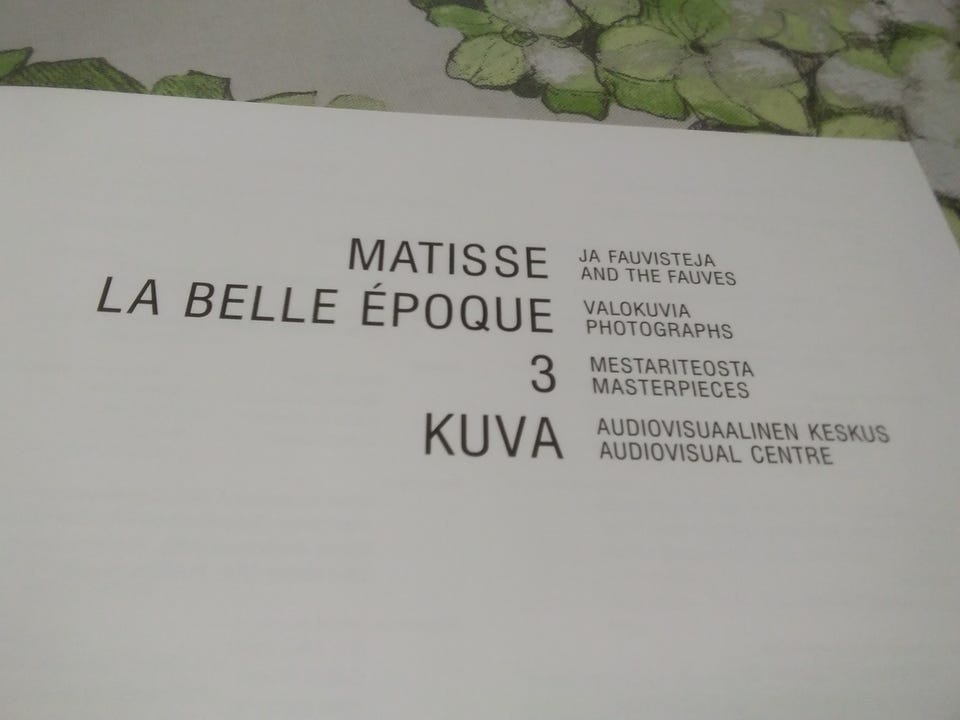 MATISSE JA FAUVISTEJA
AND THE FAUVES
LA BELLE ÉPOQUE VALOKUVIA
PHOTOGRAPHS
3 MESTARITEOSTA
MASTERPIECES
KUVA AUDIOVISUAALINEN KESKUS
AUDIOVISUAL CENTRE